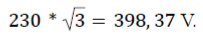 230 * √3 = 398, 37 V.